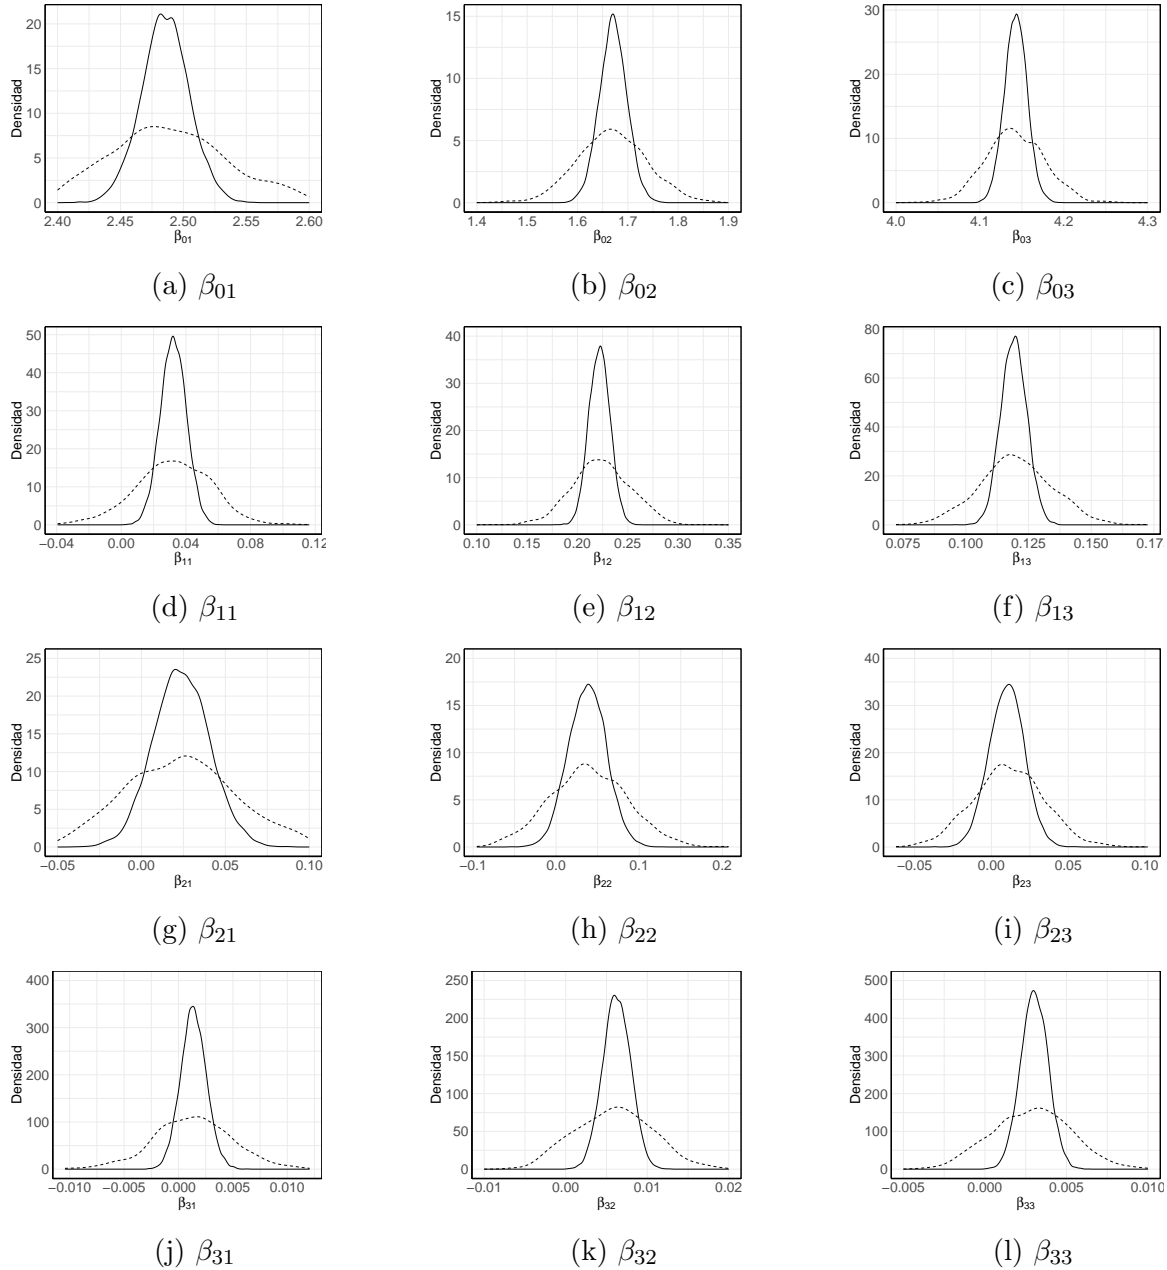 Densidad
20
15
10
5
0
2.40 2.45 2.50 2.55 2.60
β01
(a) β01
Densidad
15
10
5
0
1.4 1.5 1.6 1.7 1.8 1.9
β02
(b) β02
Densidad
30
20
10
0
4.0 4.1 4.2 4.3
β03
(c) β03
Densidad
50
40
30
20
10
0
−0.04 0.00 0.04 0.08 0.12
β11
(d) β11
Densidad
40
30
20
10
0
0.10 0.15 0.20 0.25 0.30 0.35
β12
(e) β12
Densidad
80
60
40
20
0
0.075 0.100 0.125 0.150 0.17
β13
(f) β13
Densidad
25
20
15
10
5
0
−0.05 0.00 0.05 0.10
β21
(g) β21
Densidad
20
15
10
5
0
−0.1 0.0 0.1 0.2
β22
(h) β22
Densidad
40
30
20
10
0
−0.05 0.00 0.05 0.10
β23
(i) β23
Densidad
400
300
200
100
0
−0.010 −0.005 0.000 0.005 0.010
β31
(j) β31
Densidad
250
200
150
100
50
0
−0.01 0.00 0.01 0.02
β32
(k) β32
Densidad
500
400
300
200
100
0
−0.005 0.000 0.005 0.010
β33
(l) β33